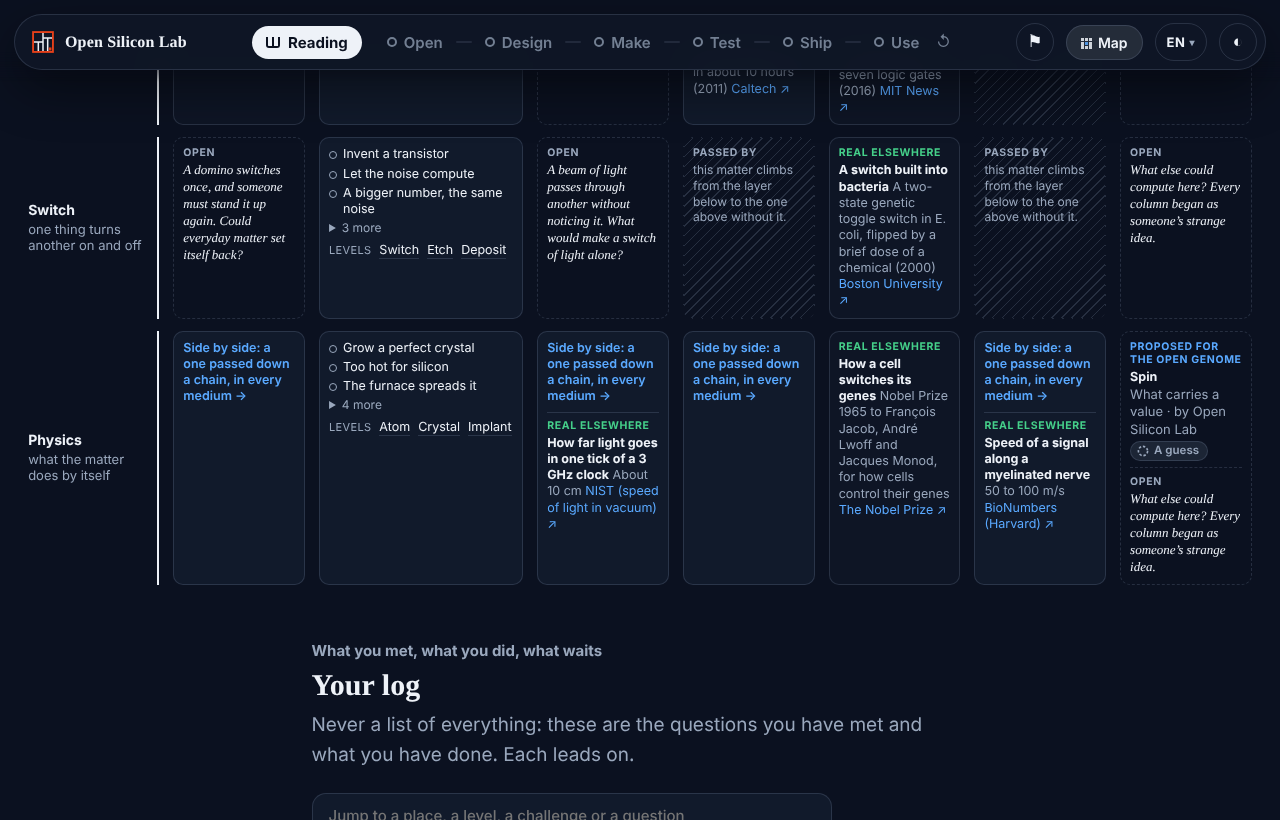 Open Silicon Lab
Reading
Open
Design
Make
Test
Ship
Use
Map
EN
in about 10 hours
(2011) Caltech ↗
seven logic gates
(2016) MIT News
↗
Switch
one thing turns
another on and off
OPEN
A domino switches
once, and someone
must stand it up
again. Could
everyday matter set
itself back?
Invent a transistor
Let the noise compute
A bigger number, the same
noise
3 more
LEVELS Switch Etch Deposit
OPEN
A beam of light
passes through
another without
noticing it. What
would make a switch
of light alone?
PASSED BY
this matter climbs
from the layer
below to the one
above without it.
REAL ELSEWHERE
A switch built into
bacteria A two-
state genetic
toggle switch in E.
coli, flipped by a
brief dose of a
chemical (2000)
Boston University
↗
PASSED BY
this matter climbs
from the layer
below to the one
above without it.
OPEN
What else could
compute here? Every
column began as
someone’s strange
idea.
Physics
what the matter
does by itself
Side by side: a
one passed down
a chain, in every
medium →
Grow a perfect crystal
Too hot for silicon
The furnace spreads it
4 more
LEVELS Atom Crystal Implant
Side by side: a
one passed down
a chain, in every
medium →
REAL ELSEWHERE
How far light goes
in one tick of a 3
GHz clock About
10 cm NIST (speed
of light in vacuum)
↗
Side by side: a
one passed down
a chain, in every
medium →
REAL ELSEWHERE
How a cell
switches its
genes Nobel Prize
1965 to François
Jacob, André
Lwoff and
Jacques Monod,
for how cells
control their genes
The Nobel Prize ↗
Side by side: a
one passed down
a chain, in every
medium →
REAL ELSEWHERE
Speed of a signal
along a
myelinated nerve
50 to 100 m/s
BioNumbers
(Harvard) ↗
PROPOSED FOR
THE OPEN GENOME
Spin
What carries a
value · by Open
Silicon Lab
A guess
OPEN
What else could
compute here? Every
column began as
someone’s strange
idea.
What you met, what you did, what waits
Your log
Never a list of everything: these are the questions you have met and
what you have done. Each leads on.
Jump to a place, a level, a challenge or a question